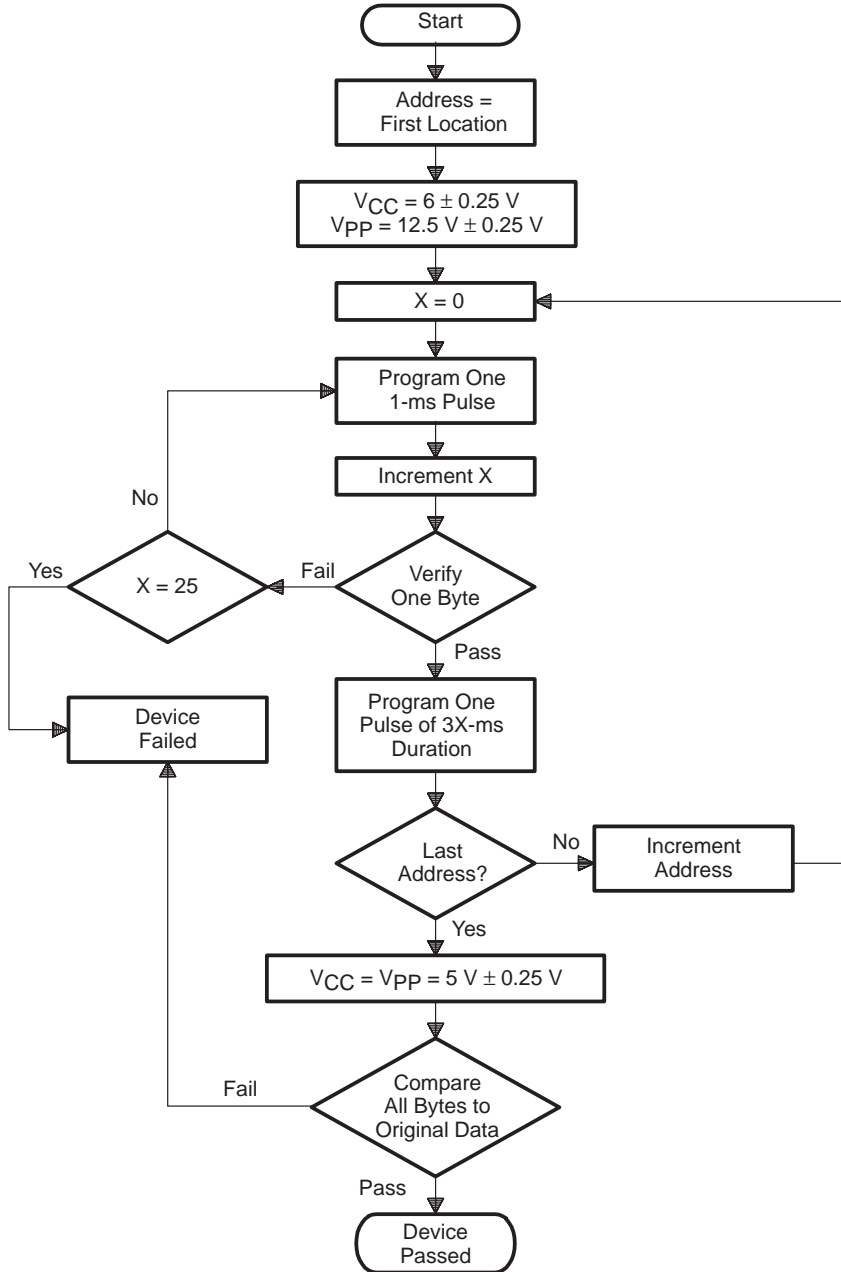 Start
Address =
First Location
VCC = 6 ± 0.25 V
VPP = 12.5 V ± 0.25 V
X = 0
Program One
1-ms Pulse
Increment X
No
Yes
X = 25
Fail
Verify
One Byte
Pass
Program One
Pulse of 3X-ms
Duration
Device
Failed
Last
Address?
No
Increment
Address
Yes
VCC = VPP = 5 V ± 0.25 V
Fail
Compare
All Bytes to
Original Data
Pass
Device
Passed